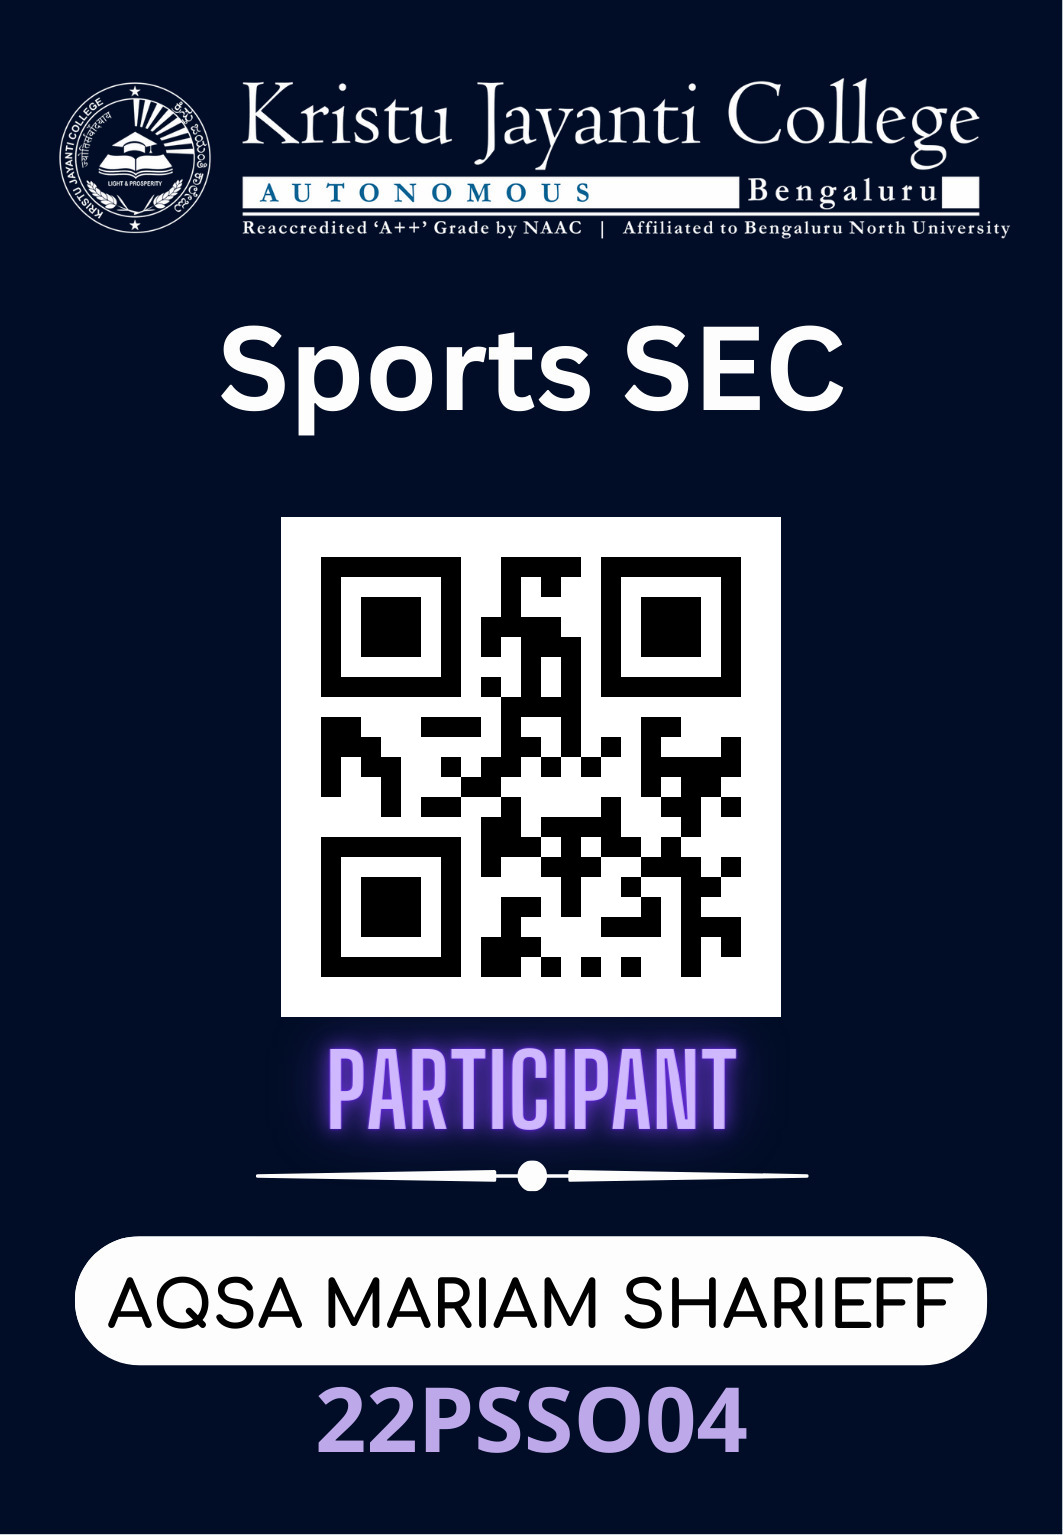 KRISTU JAYANTI COLLEGE
ಕ್ರಿಸ್ತು ಜಯಂತಿ ಕಾಲೇಜು
LIGHT & PROSPERITY
Kristu Jayanti College
AUTONOMOUS Bengaluru
Reaccredited ‘A++’ Grade by NAAC | Affiliated to Bengaluru North University
Sports SEC
PARTICIPANT
AQSA MARIAM SHARIEFF
22PSSO04